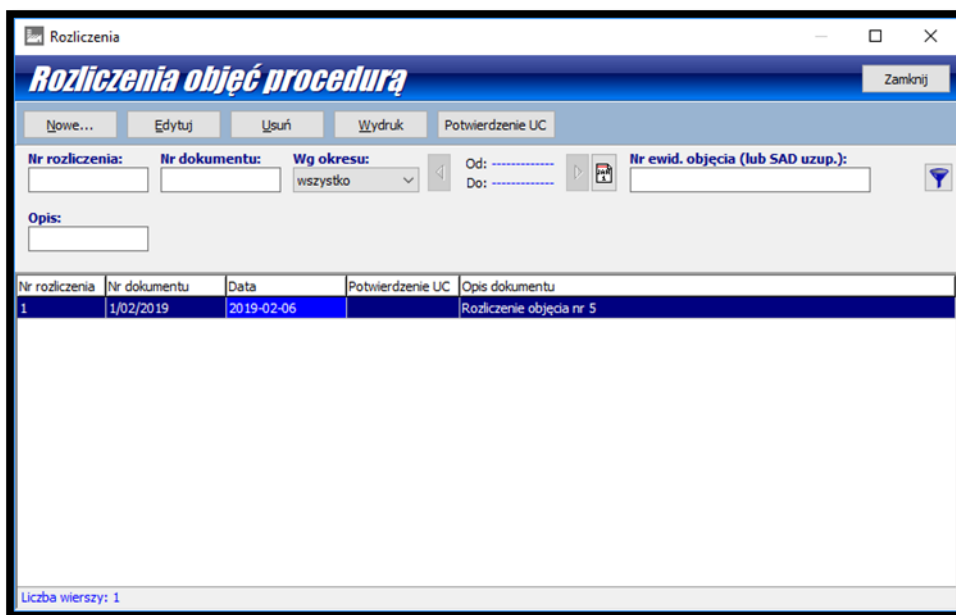 Rozliczenia
Rozliczenia objęć procedurą
Zamknij
Nowe... Edytuj Usuń Wydruk Potwierdzenie UC
Nr rozliczenia: Nr dokumentu: Wg okresu: Od: ------------- Nr ewid. objęcia (lub SAD uzup.):
wszystko Do: -------------
Opis:
Nr rozliczenia Nr dokumentu Data Potwierdzenie UC Opis dokumentu
1 1/02/2019 2019-02-06 Rozliczenie objęcia nr 5
Liczba wierszy: 1